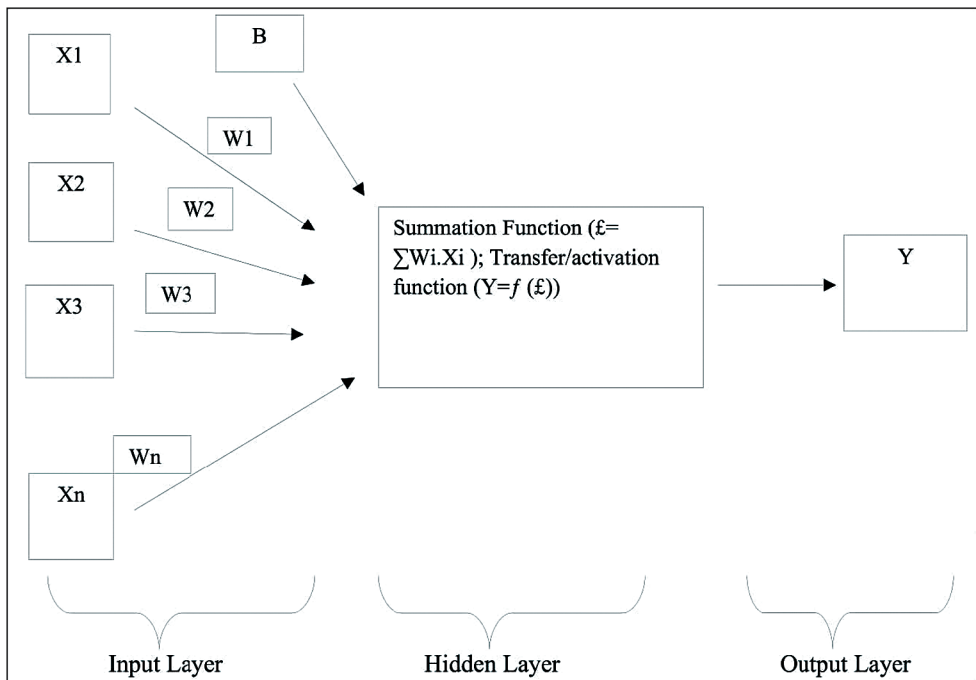 X1
B
W1
X2
W2
X3
W3
Xn
Wn
Summation Function (£=
∑Wi.Xi ); Transfer/activation
function (Y=ƒ (£))
Y
Input Layer
Hidden Layer
Output Layer